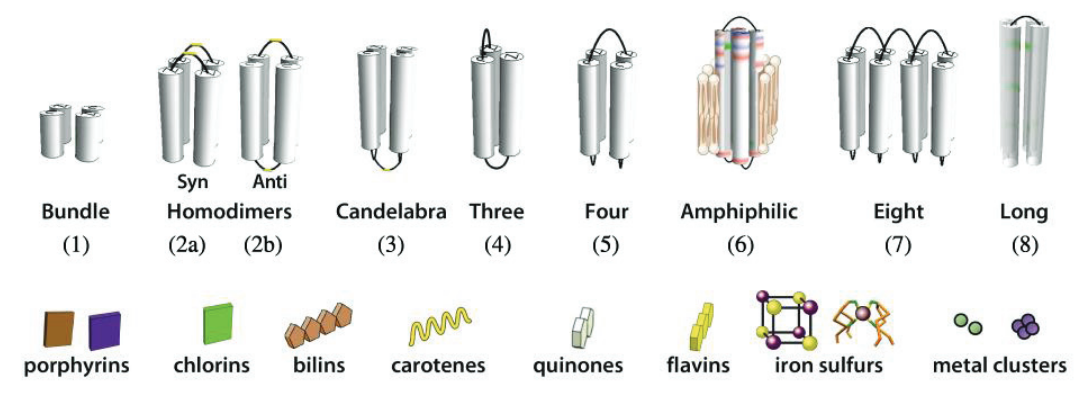 Syn Anti
Bundle Homodimers Candelabra Three Four Amphiphilic Eight Long
(1) (2a) (2b) (3) (4) (5) (6) (7) (8)
porphyrins chlorins bilins carotenes quinones flavins iron sulfurs metal clusters